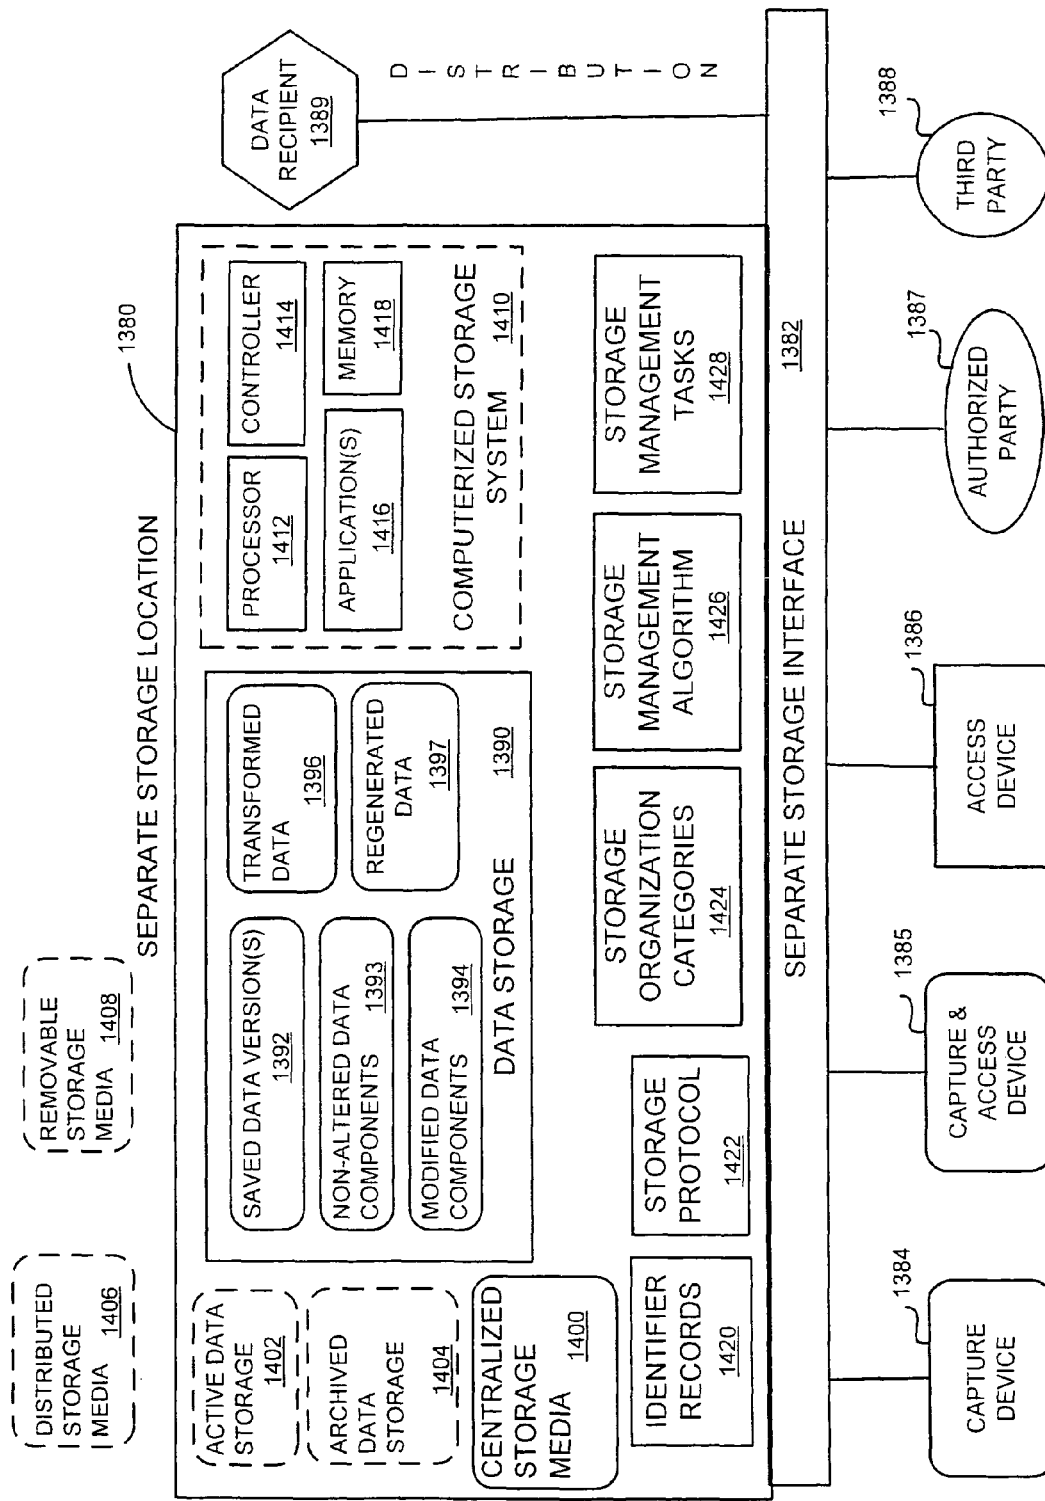 DISTRIBUTED
STORAGE
MEDIA 1406
REMOVABLE
STORAGE
MEDIA 1408
SEPARATE STORAGE LOCATION
1380
DATA
RECIPIENT
1389
DISTRIBUTION
ACTIVE DATA
STORAGE
1402
ARCHIVED
DATA
STORAGE 1404
CENTRALIZED
STORAGE
MEDIA 1400
SAVED DATA VERSION(S)
1392
NON-ALTERED DATA
COMPONENTS 1393
MODIFIED DATA
COMPONENTS 1394
TRANSFORMED
DATA
1396
REGENERATED
DATA
1397
DATA STORAGE 1390
PROCESSOR
1412
CONTROLLER
1414
APPLICATION(S)
1416
MEMORY
1418
COMPUTERIZED STORAGE
SYSTEM 1410
IDENTIFIER
RECORDS
1420
STORAGE
PROTOCOL
1422
STORAGE
ORGANIZATION
CATEGORIES
1424
STORAGE
MANAGEMENT
ALGORITHM
1426
STORAGE
MANAGEMENT
TASKS
1428
SEPARATE STORAGE INTERFACE 1382
1384
CAPTURE
DEVICE
1385
CAPTURE &
ACCESS
DEVICE
1386
ACCESS
DEVICE
1387
AUTHORIZED
PARTY
1388
THIRD
PARTY